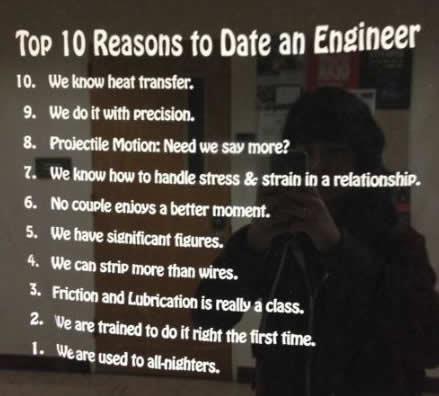 Top 10 Reasons to Date an Engineer
10. We know heat transfer.
9. We do it with precision.
8. Projectile Motion: Need we say more?
7. We know how to handle stress & strain in a relationship.
6. No couple enjoys a better moment.
5. We have significant figures.
4. We can strip more than wires.
3. Friction and Lubrication is really a class.
2. We are trained to do it right the first time.
1. We are used to all-nighters.